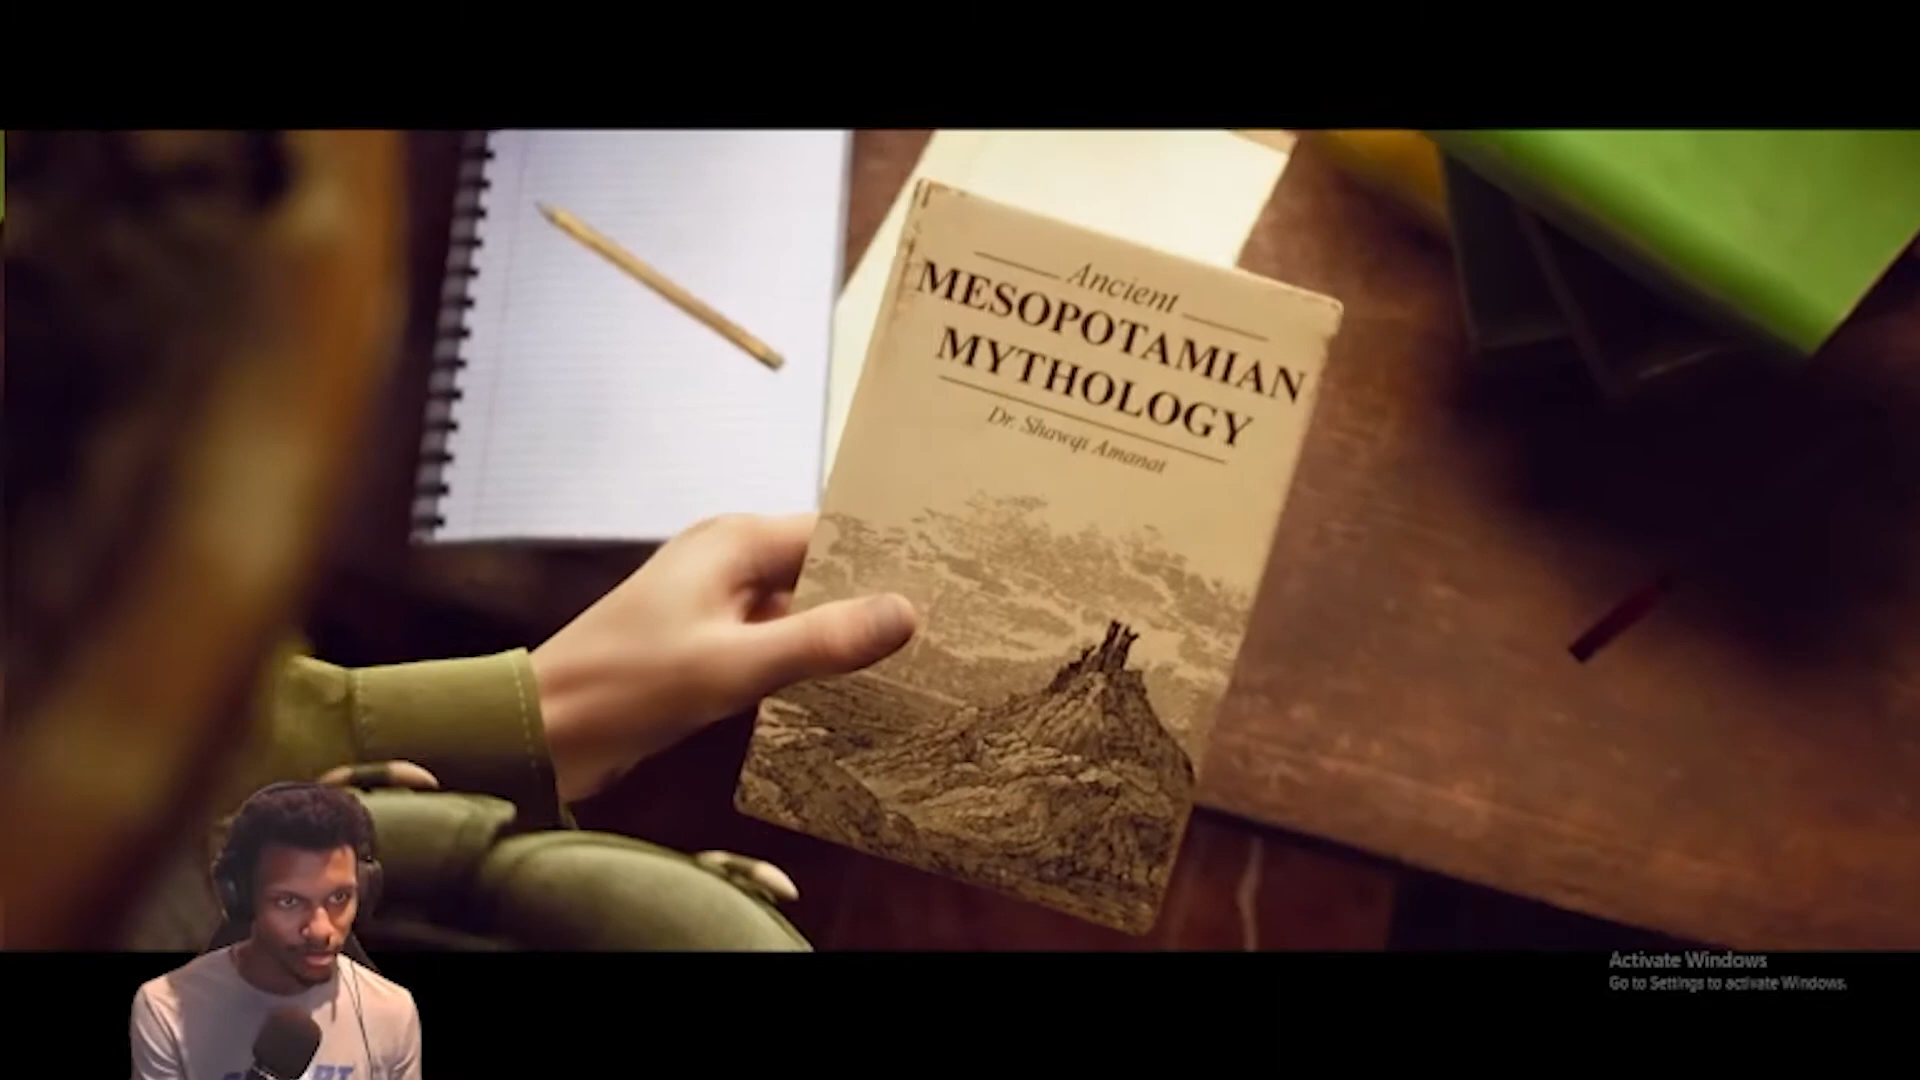 Ancient
MESOPOTAMIAN
MYTHOLOGY
Dr. Shawqi Amanat
Activate Windows
Go to Settings to activate Windows.